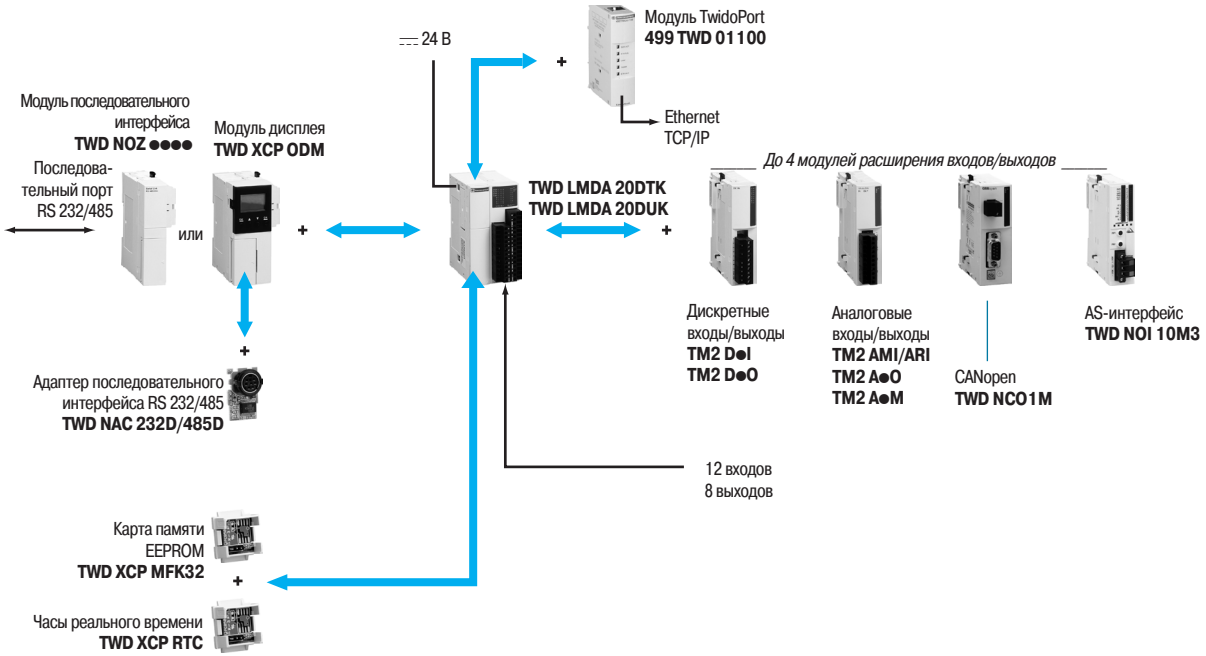 Модуль TwidoPort
499 TWD 01100
24 В
Ethernet
TCP/IP
Модуль последовательного
интерфейса
TWD NOZ ●●●●
Последова-
тельный порт
RS 232/485
Модуль дисплея
TWD XCP ODM
или
+
+
TWD LMDA 20DTK
TWD LMDA 20DUK
+
До 4 модулей расширения входов/выходов
Дискретные
входы/выходы
TM2 D●I
TM2 D●O
Аналоговые
входы/выходы
TM2 AMI/ARI
TM2 A●O
TM2 A●M
CANopen
TWD NCO1M
AS-интерфейс
TWD NOI 10M3
+
Адаптер последовательного
интерфейса RS 232/485
TWD NAC 232D/485D
12 входов
8 выходов
Карта памяти
EEPROM
TWD XCP MFK32
+
Часы реального времени
TWD XCP RTC